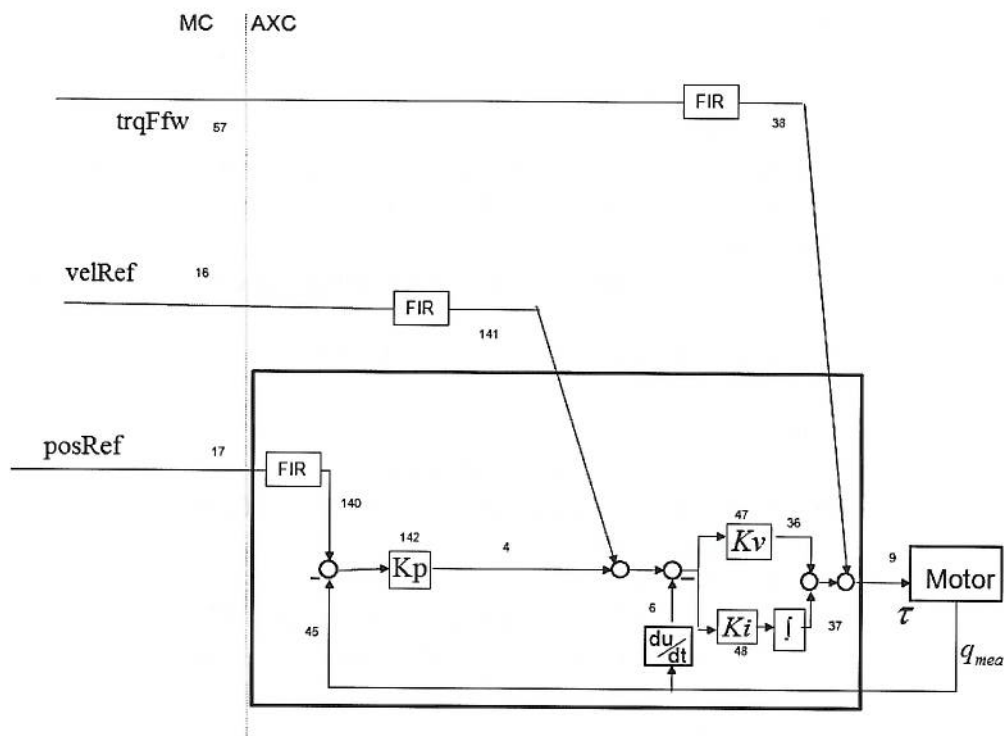 MC AXC
FIR
trqFfw 57
38
velRef 16
FIR
141
posRef 17
FIR
140
142
Kp
4
47
Kv
36
9
Motor
τ
6
45
Ki
48
∫
37
du/dt
q mea
-
-